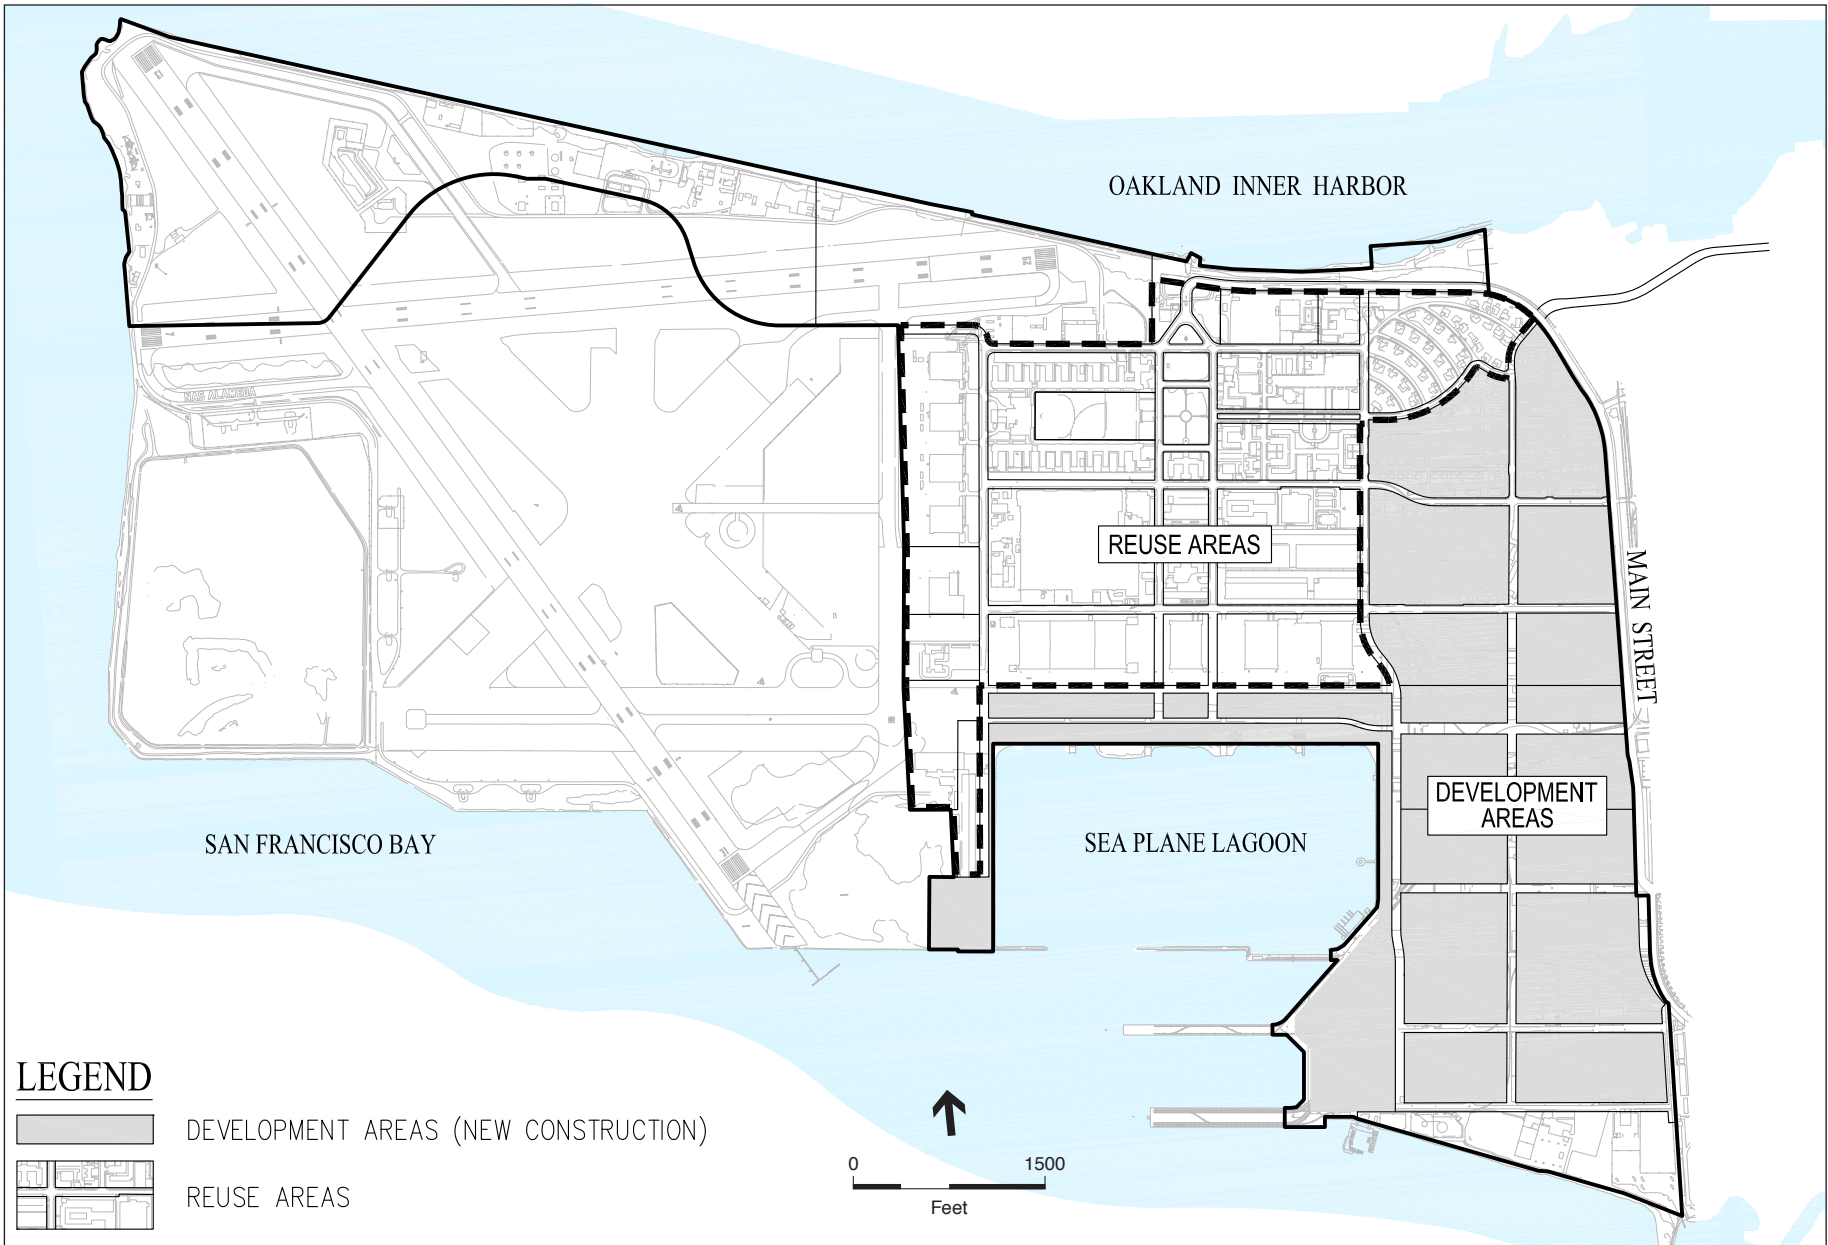 OAKLAND INNER HARBOR
NAS ALAMEDA
REUSE AREAS
MAIN STREET
DEVELOPMENT
AREAS
SAN FRANCISCO BAY
SEA PLANE LAGOON
LEGEND
DEVELOPMENT AREAS (NEW CONSTRUCTION)
REUSE AREAS
0 1500
Feet